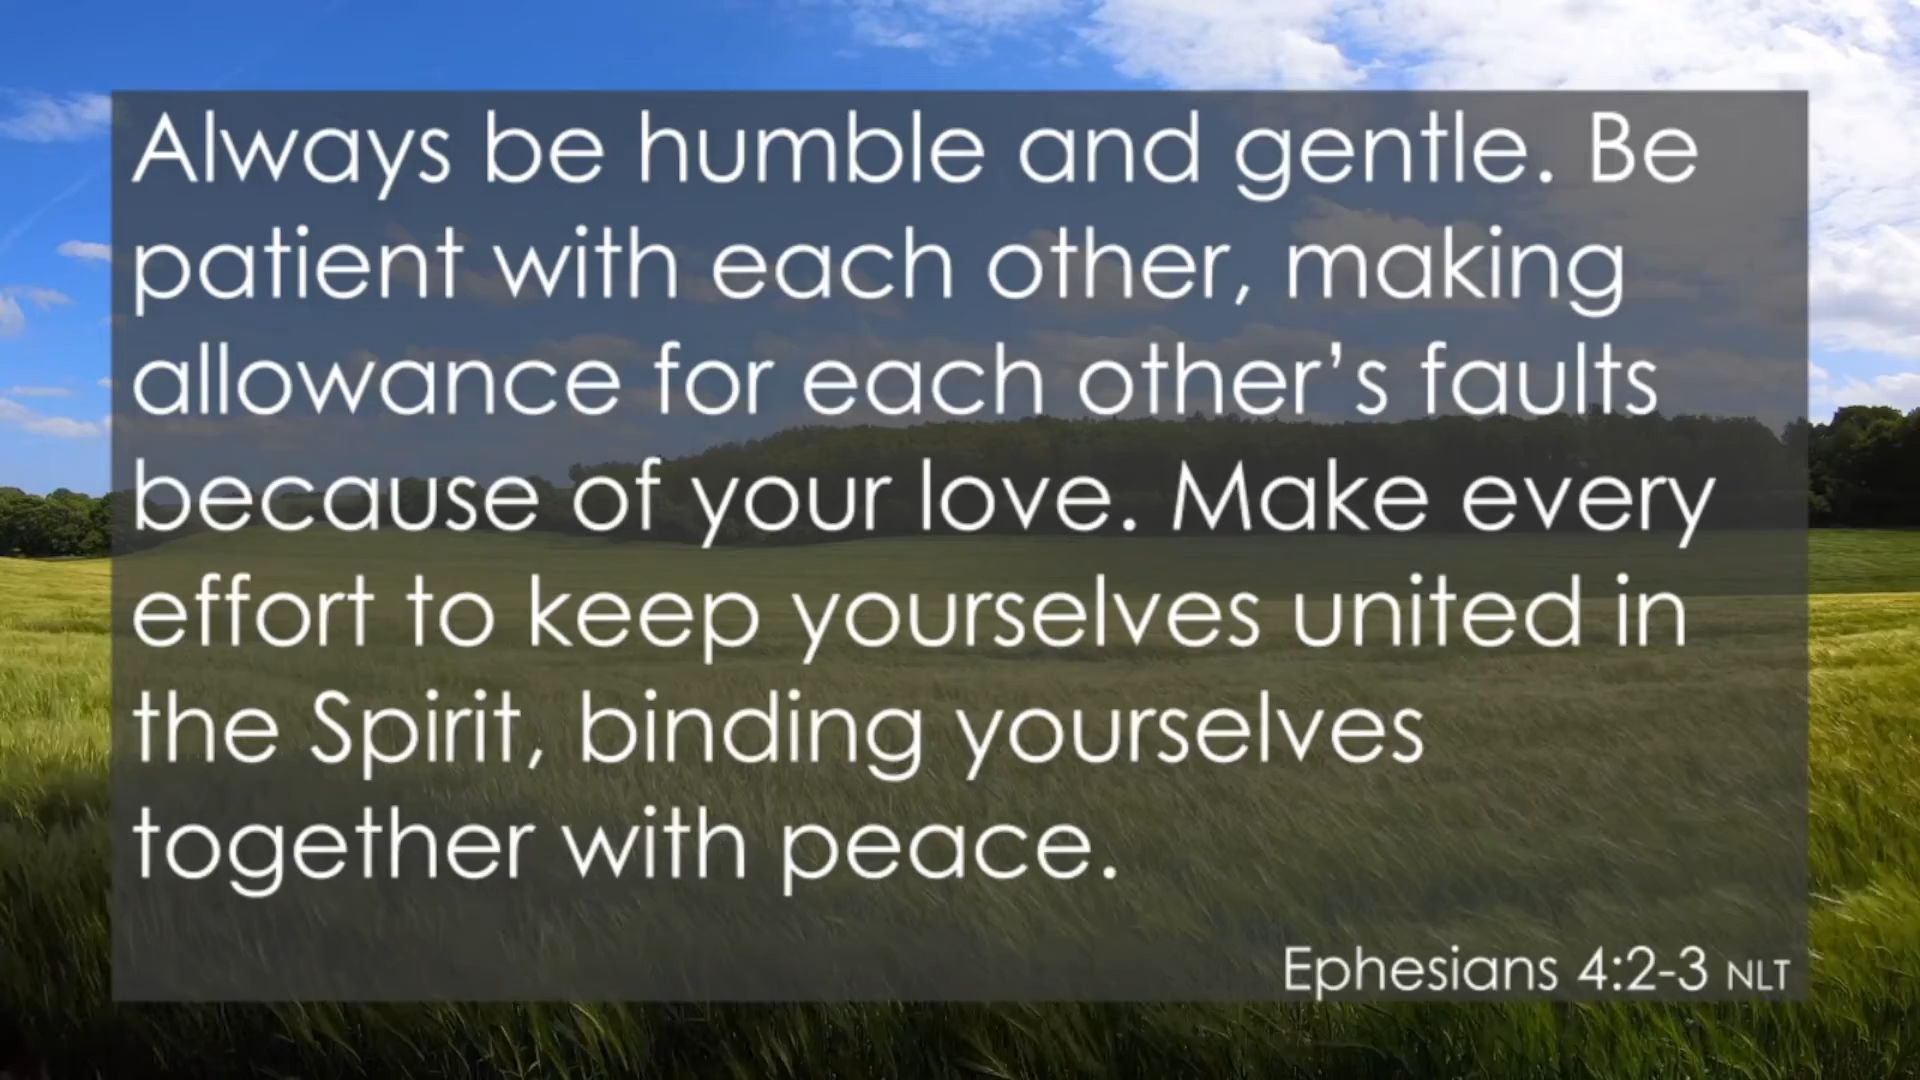 Always be humble and gentle. Be
patient with each other, making
allowance for each other’s faults
because of your love. Make every
effort to keep yourselves united in
the Spirit, binding yourselves
together with peace.
Ephesians 4:2-3 NLT